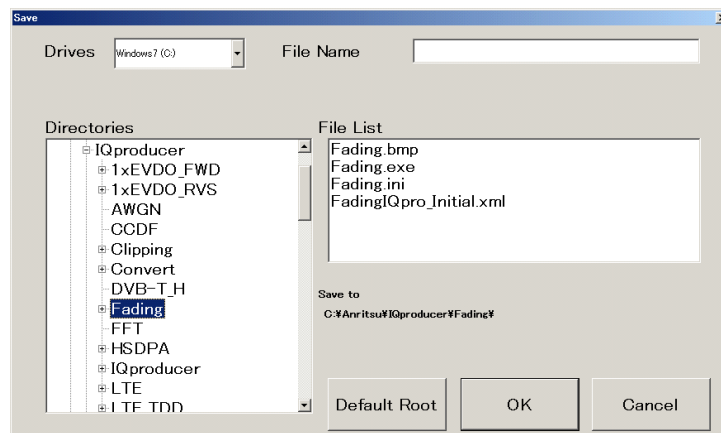 Save
Drives
Windows7 (C:)
File Name
Directories
IQproducer
1xEVDO_FWD
1xEVDO_RVS
AWGN
CCDF
Clipping
Convert
DVB-T_H
Fading
FFT
HSDPA
IQproducer
LTE
LTE_TDD
File List
Fading.bmp
Fading.exe
Fading.ini
FadingIQpro_Initial.xml
Save to
C:¥Anritsu¥IQproducer¥Fading¥
Default Root
OK
Cancel